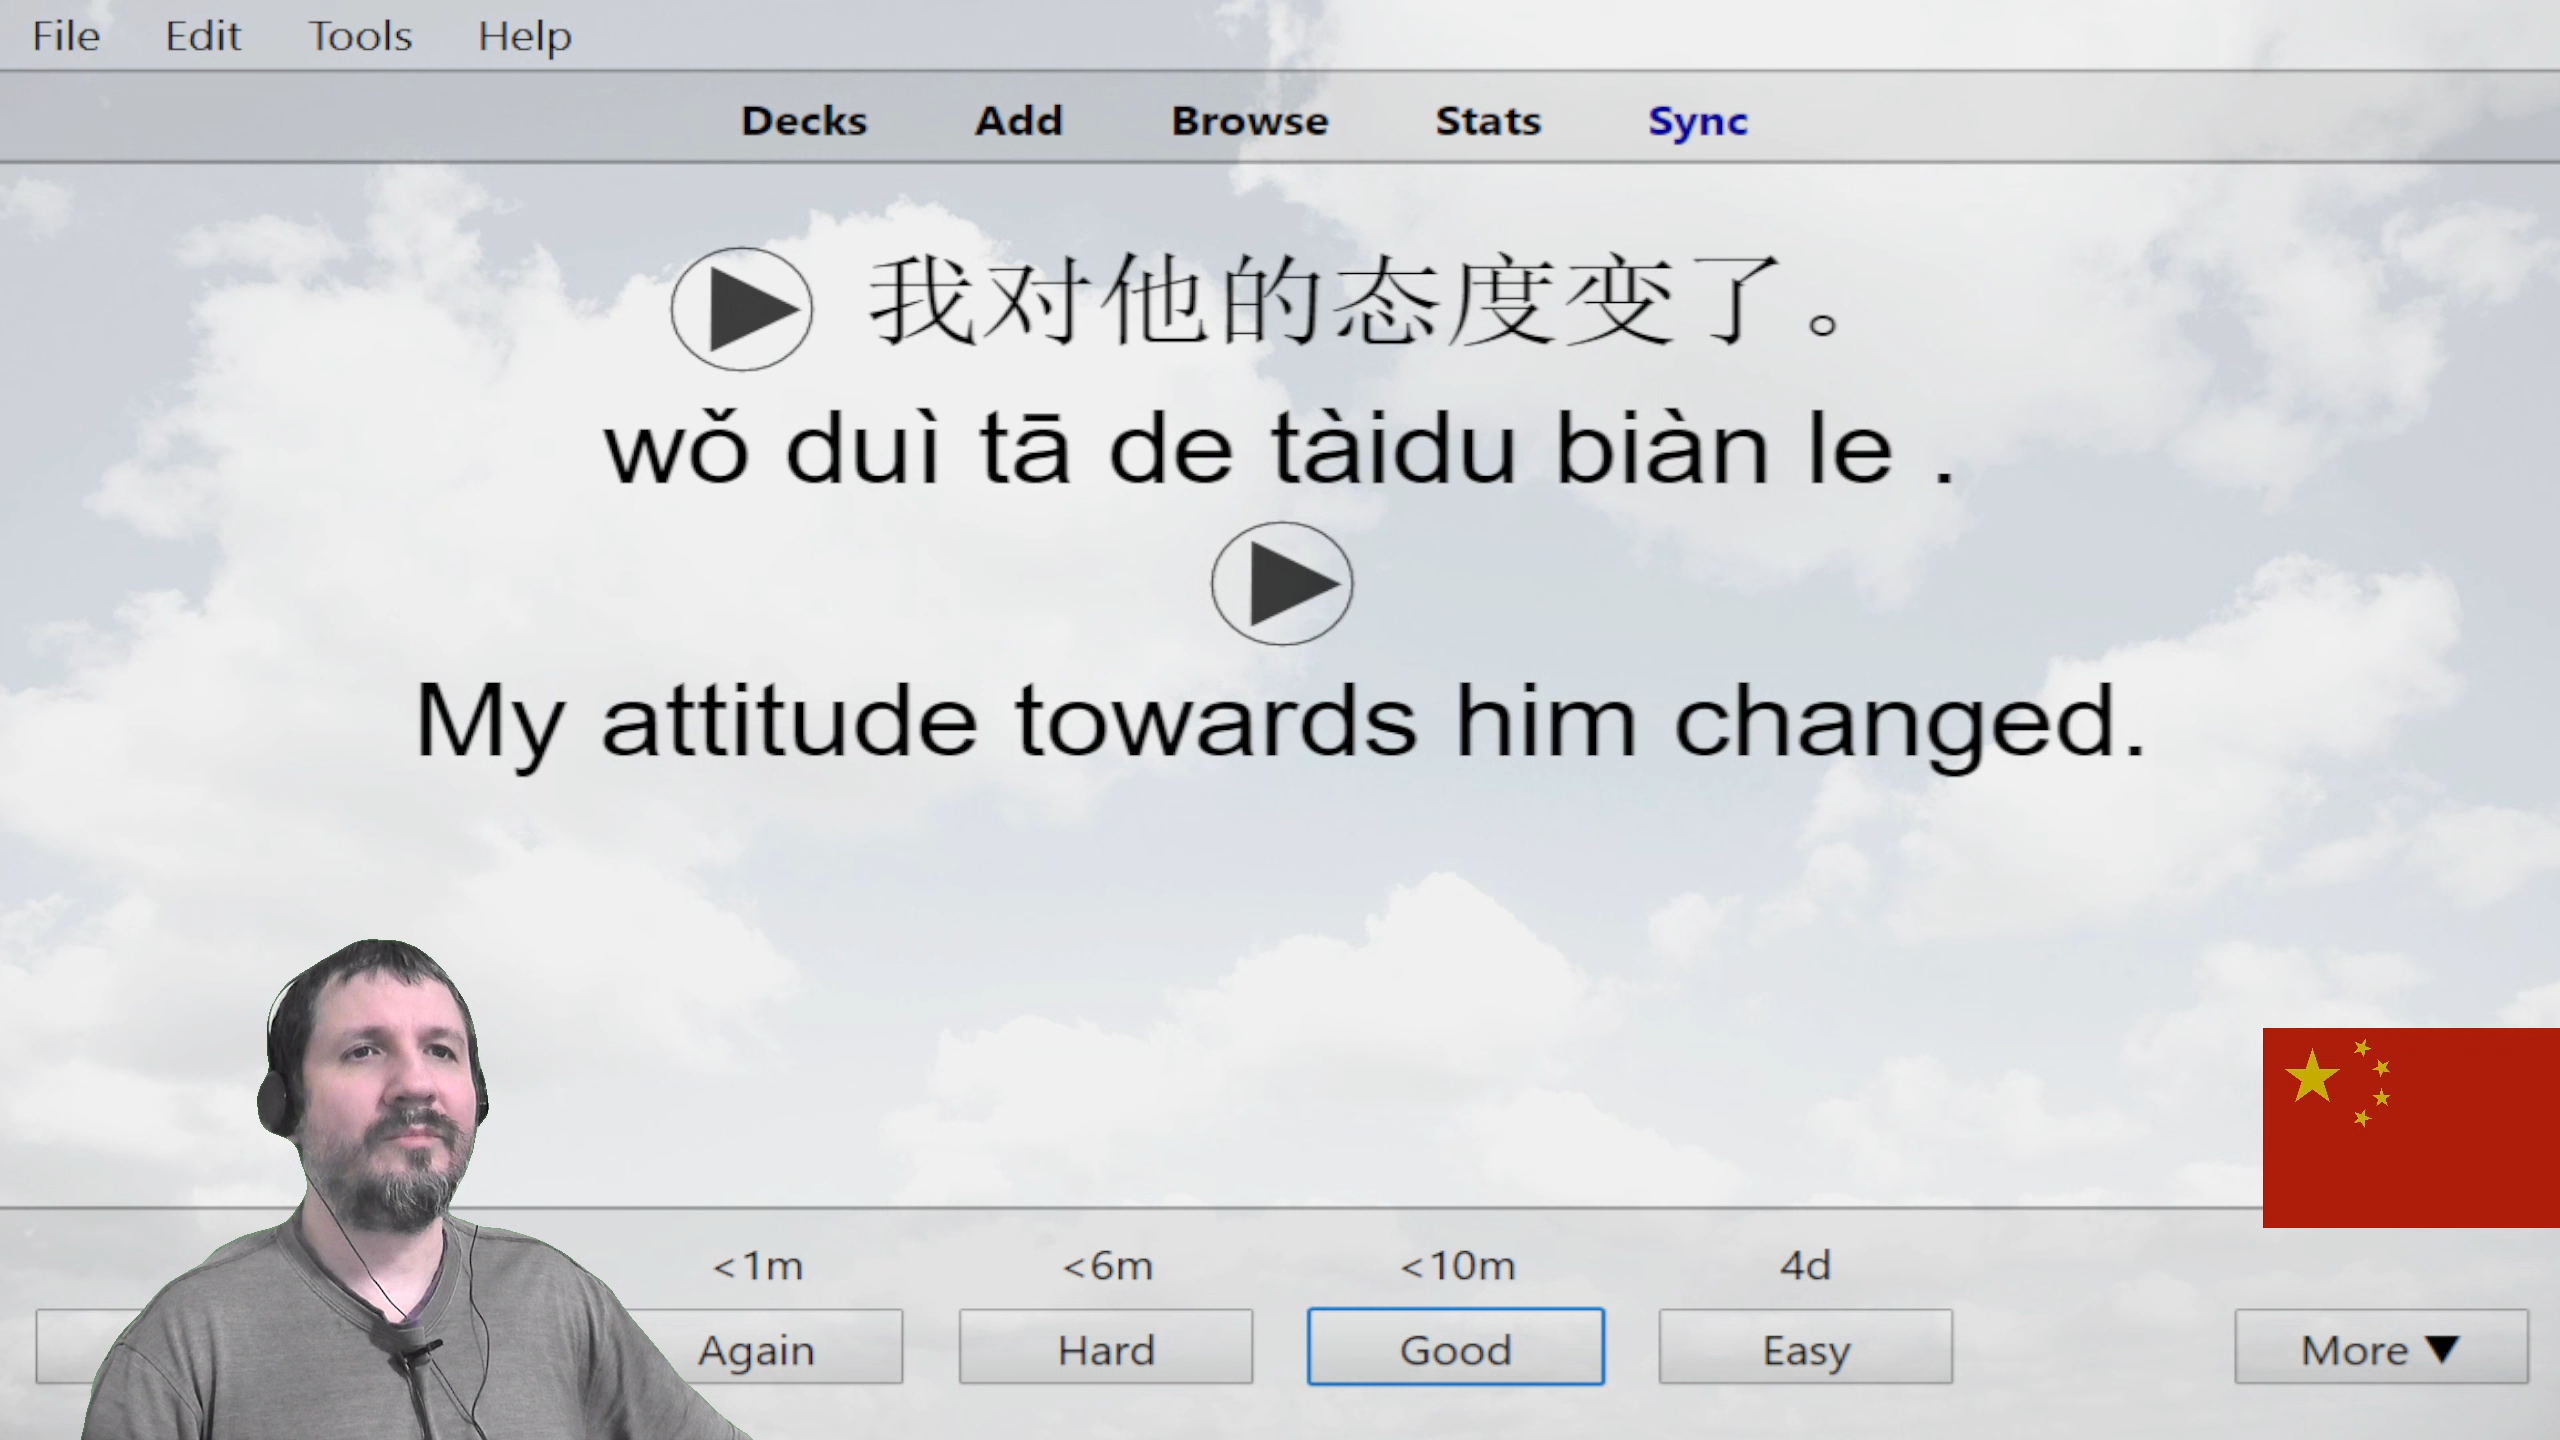 File Edit Tools Help
Decks Add Browse Stats Sync
我对他的态度变了。
wǒ duì tā de tàidu biàn le .
My attitude towards him changed.
<1m <6m <10m 4d
Again Hard Good Easy More ▼